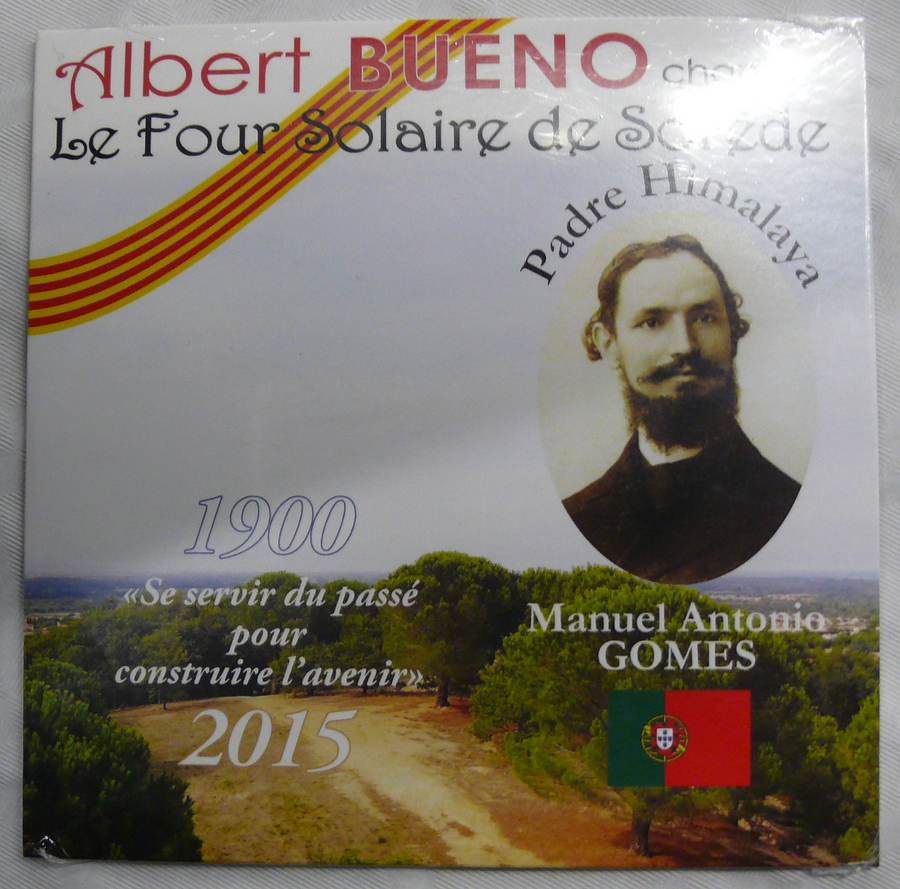 Albert BUENO
Le Four Solaire de Sorède
Padre Himalaya
1900
«Se servir du passé
pour
construire l'avenir»
2015
Manuel Antonio
GOMES